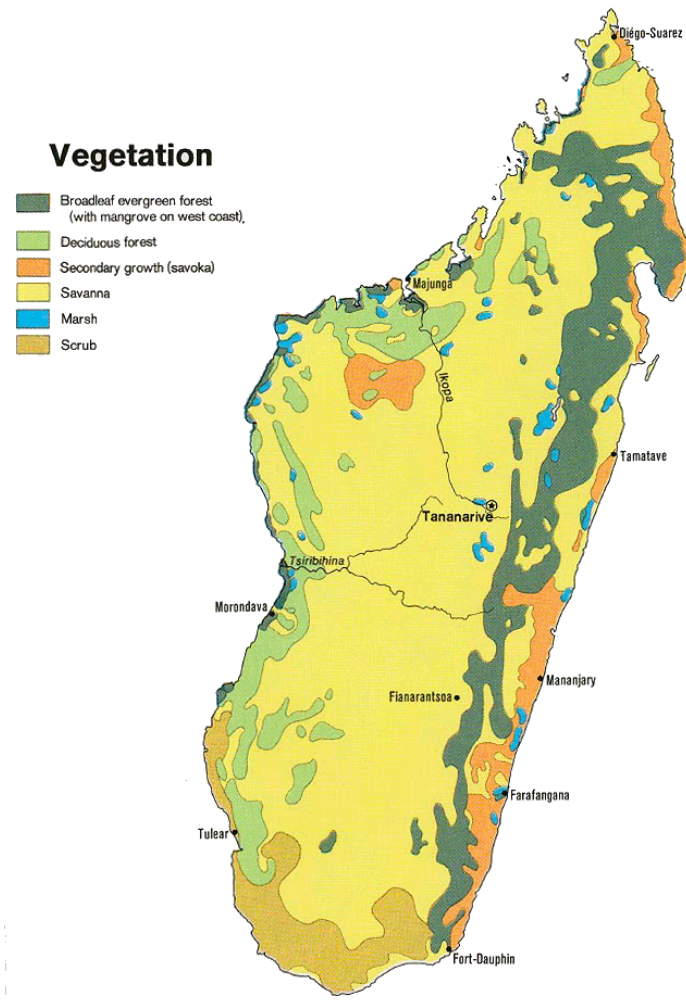 Vegetation
Broadleaf evergreen forest
(with mangrove on west coast).
Deciduous forest
Secondary growth (savoka)
Savanna
Marsh
Scrub
Diégo-Suarez
Majunga
Ikopa
Tamatave
Tananarive
Tsiribihina
Morondava
Mananjary
Fianarantsoa
Farafangana
Tulear
Fort-Dauphin